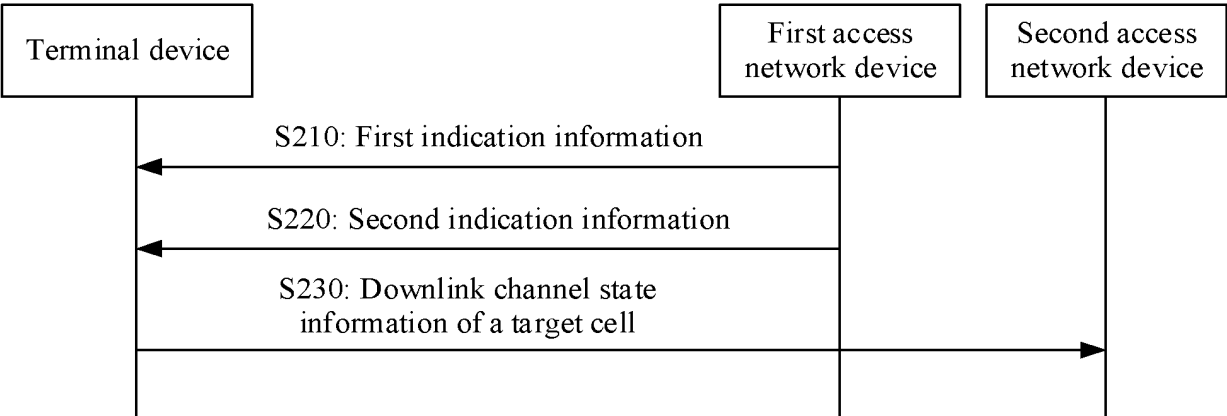 Terminal device
First access
network device
Second access
network device
S210: First indication information
S220: Second indication information
S230: Downlink channel state
information of a target cell